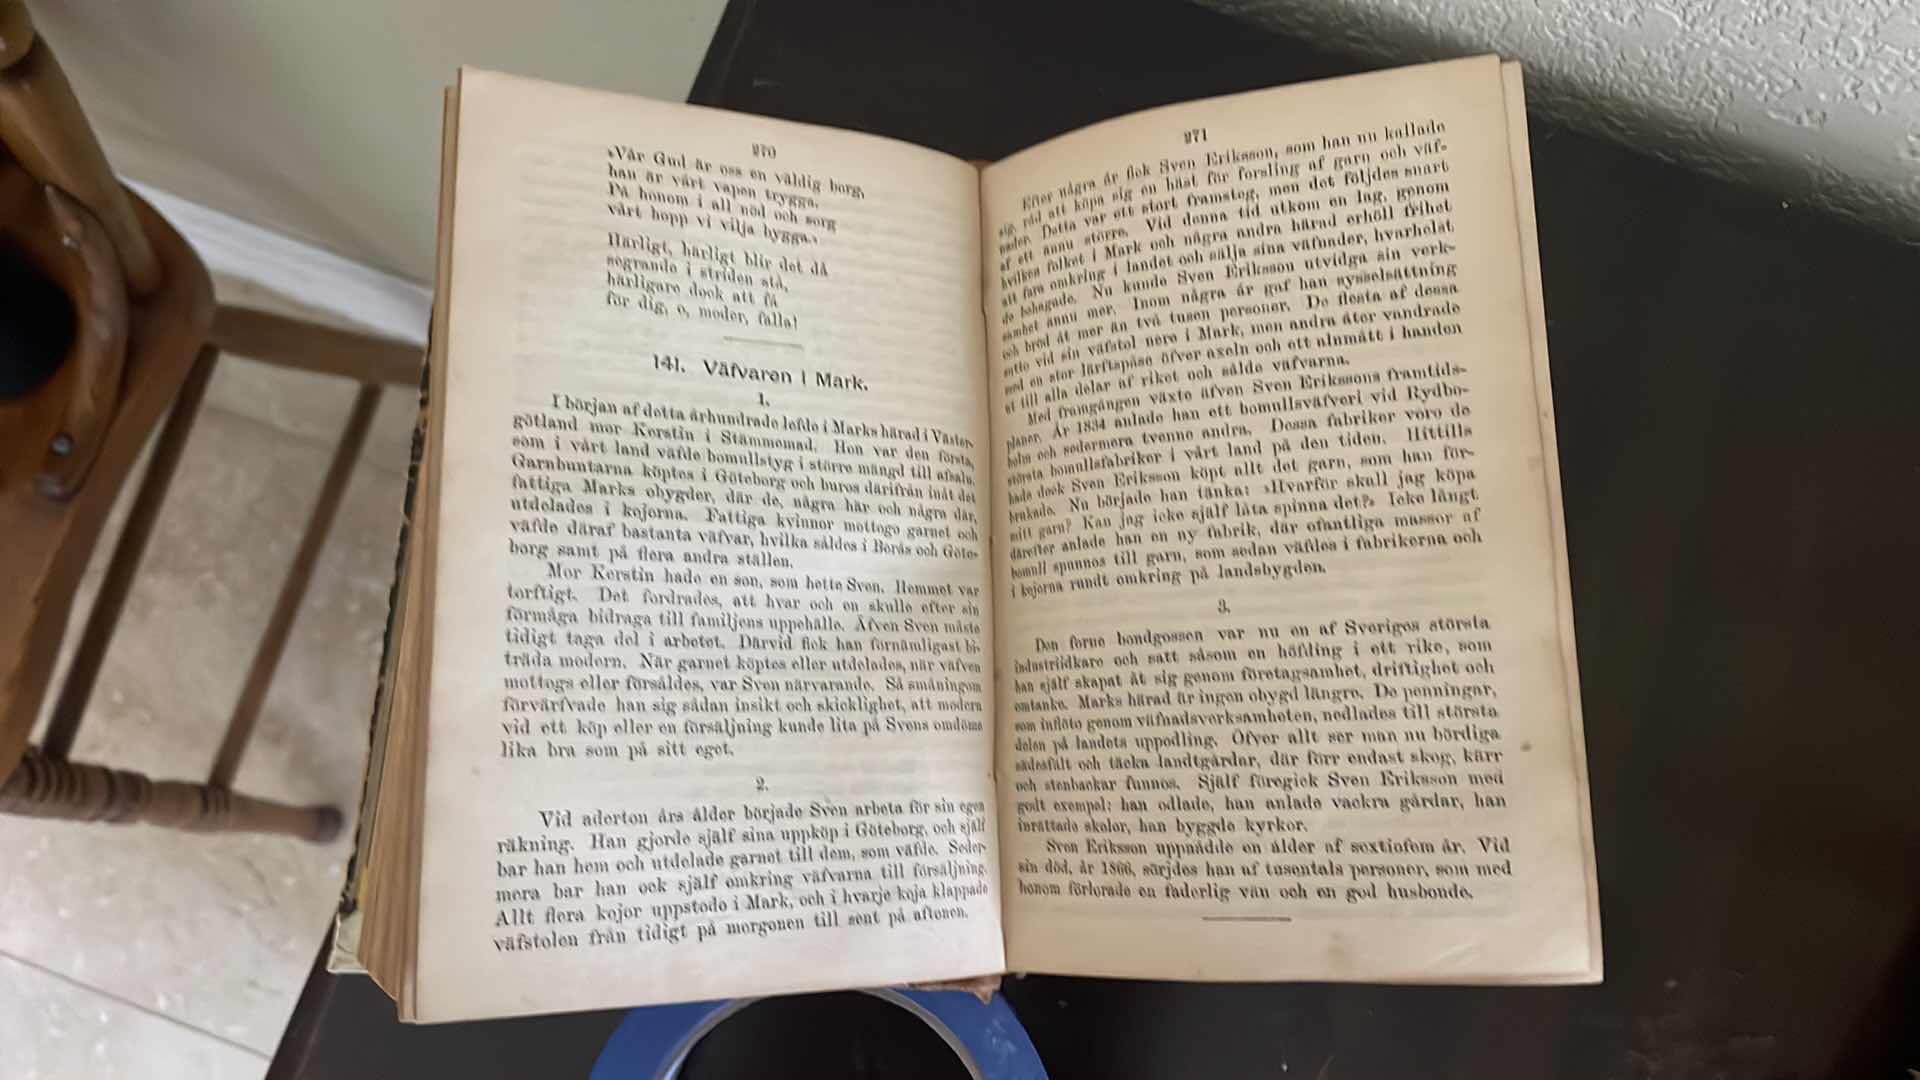 270
»Vår Gud är oss en väldig borg,
han är vårt vapen trygga.
På honom i all nöd och sorg
vårt hopp vi vilja bygga.»
Härligt, härligt blir det då
segrande i striden stå,
härligare dock att få
för dig, o, moder, falla!
141. Väfvaren i Mark.
1.
I början af detta århundrade lefde i Marks härad i Väster-
götland mor Kerstin i Stämmemad. Hon var den första,
som i vårt land väfde bomullstyg i större mängd till afsalu.
Garnbuntarna köptes i Göteborg och buros därifrån inåt det
fattiga Marks obygder, där de, några här och några där,
utdelades i kojorna. Fattiga kvinnor mottogo garnet och
väfde däraf bastanta väfvar, hvilka såldes i Borås och Göte-
borg samt på flera andra ställen.
Mor Kerstin hade en son, som hette Sven. Hemmet var
torftigt. Det fordrades, att hvar och en skulle efter sin
förmåga bidraga till familjens uppehälle. Äfven Sven måste
tidigt taga del i arbetet. Därvid fick han förnämligast bi-
träda modern. När garnet köptes eller utdelades, när väfven
mottogs eller försåldes, var Sven närvarande. Så småningom
förvärfvade han sig sådan insikt och skicklighet, att modern
vid ett köp eller en försäljning kunde lita på Svens omdöme
lika bra som på sitt eget.
2.
Vid aderton års ålder började Sven arbeta för sin egen
räkning. Han gjorde själf sina uppköp i Göteborg, och själf
bar han hem och utdelade garnet till dem, som väfde. Seder-
mera bar han ock själf omkring väfvarna till försäljning.
Allt flera kojor uppstodo i Mark, och i hvarje koja klappade
väfstolen från tidigt på morgonen till sent på aftonen.
271
Efter några år fick Sven Eriksson, som han nu kallade
sig, råd att köpa sig en häst för forsling af garn och väf-
nader. Detta var ett stort framsteg, men det följdes snart
af ett ännu större. Vid denna tid utkom en lag, genom
hvilken folket i Mark och några andra härad erhöll frihet
att fara omkring i landet och sälja sina väfnader, hvarhelst
de behagade. Nu kunde Sven Eriksson utvidga sin verk-
samhet ännu mer. Inom några år gaf han sysselsättning
och bröd åt mer än två tusen personer. De flesta af dessa
sutto vid sin väfstol nere i Mark, men andra åter vandrade
med en stor lärftspåse öfver axeln och ett alnmått i handen
ut till alla delar af riket och sålde väfvarna.
Med framgången växte äfven Sven Erikssons framtids-
planer. År 1834 anlade han ett bomullsväfveri vid Rydbo-
holm och sedermera tvenne andra. Dessa fabriker voro de
största bomullsfabriker i vårt land på den tiden. Hittills
hade dock Sven Eriksson köpt allt det garn, som han för-
brukade. Nu började han tänka: »Hvarför skall jag köpa
mitt garn? Kan jag icke själf låta spinna det?» Icke långt
därefter anlade han en ny fabrik, där ofantliga massor af
bomull spunnos till garn, som sedan väfdes i fabrikerna och
i kojorna rundt omkring på landsbygden.
3.
Den forne bondgossen var nu en af Sveriges största
industriidkare och satt såsom en höfding i ett rike, som
han själf skapat åt sig genom företagsamhet, driftighet och
omtanke. Marks härad är ingen obygd längre. De penningar,
som influto genom väfnadsverksamheten, nedlades till största
delen på landets uppodling. Öfver allt ser man nu bördiga
sädesfält och täcka landtgårdar, där förr endast skog, kärr
och stenbackar funnos. Själf föregick Sven Eriksson med
godt exempel: han odlade, han anlade vackra gårdar, han
inrättade skolor, han byggde kyrkor.
Sven Eriksson uppnådde en ålder af sextiofem år. Vid
sin död, år 1866, sörjdes han af tusentals personer, som med
honom förlorade en faderlig vän och en god husbonde.